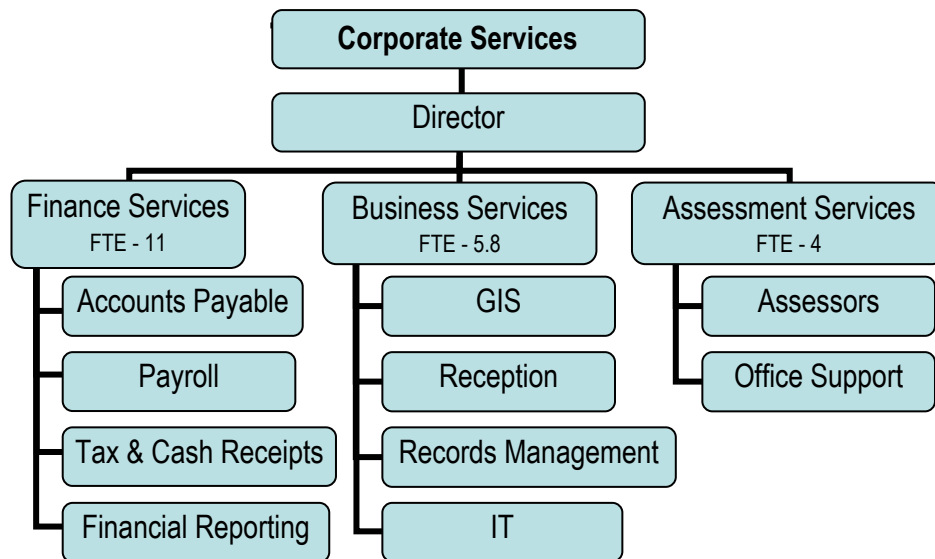 Corporate Services
Director
Finance Services
FTE - 11
Accounts Payable
Payroll
Tax & Cash Receipts
Financial Reporting
Business Services
FTE - 5.8
GIS
Reception
Records Management
IT
Assessment Services
FTE - 4
Assessors
Office Support